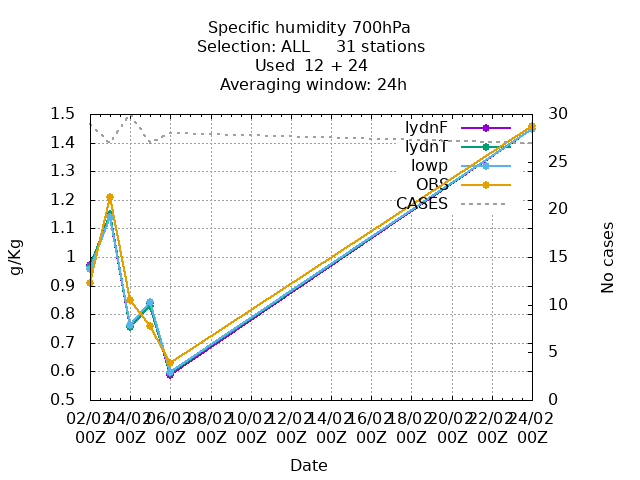 Specific humidity 700hPa
Selection: ALL     31 stations
Used  12 + 24
Averaging window: 24h
1.5
1.4
1.3
1.2
1.1
1
0.9
0.8
0.7
0.6
0.5
g/Kg
30
25
20
15
10
5
0
No cases
lydnF
lydnT
lowp
OBS
CASES
02/02 04/02 06/02 08/02 10/02 12/02 14/02 16/02 18/02 20/02 22/02 24/02
00Z 00Z 00Z 00Z 00Z 00Z 00Z 00Z 00Z 00Z 00Z 00Z
Date